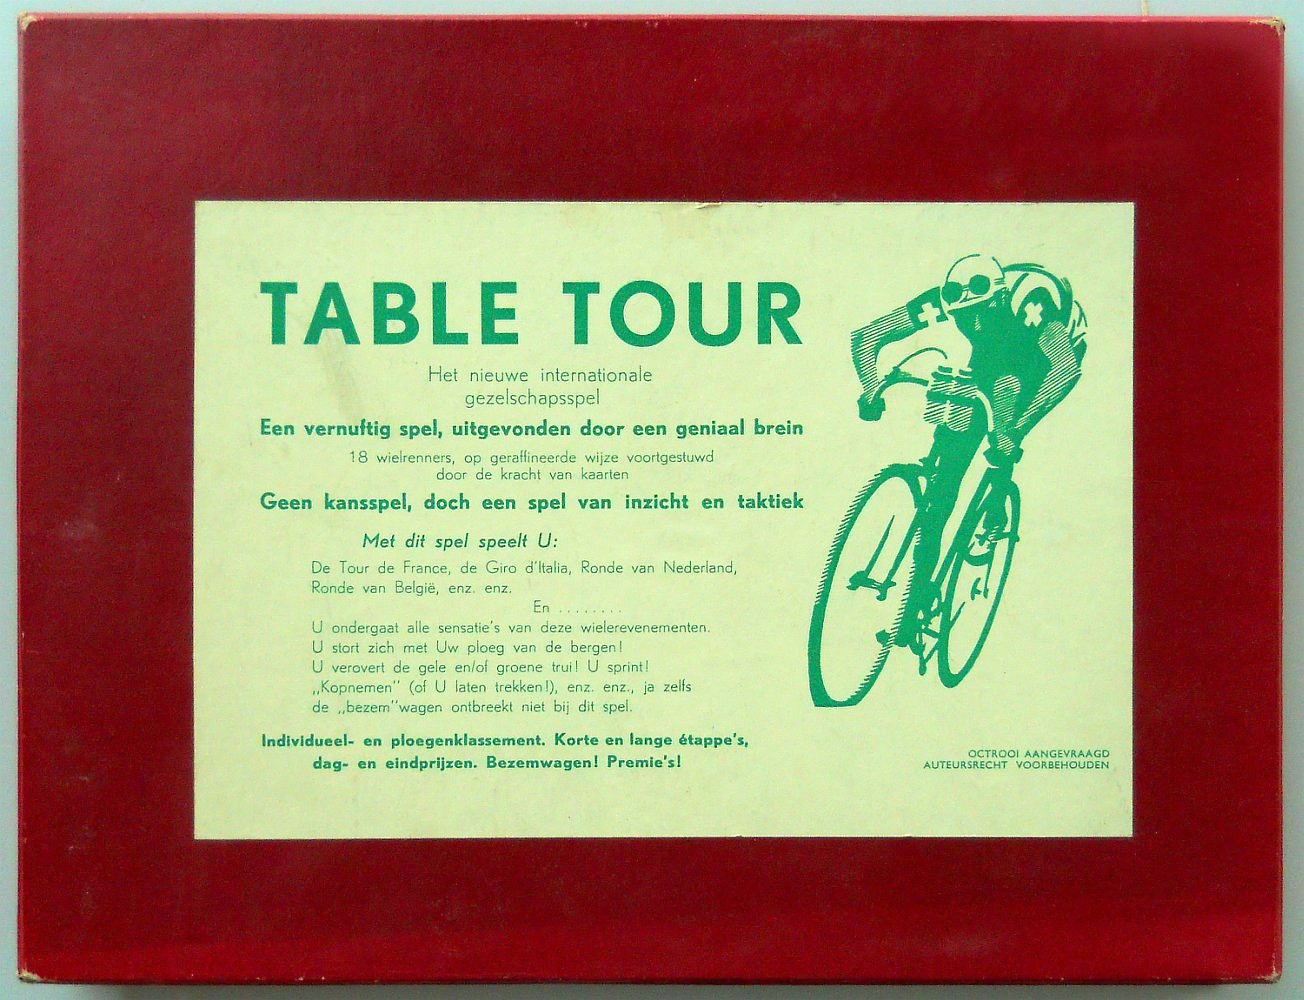 TABLE TOUR
Het nieuwe internationale
gezelschapsspel
Een vernuftig spel, uitgevonden door een geniaal brein
18 wielrenners, op geraffineerde wijze voortgestuwd
door de kracht van kaarten
Geen kansspel, doch een spel van inzicht en taktiek
Met dit spel speelt U:
De Tour de France, de Giro d'Italia, Ronde van Nederland,
Ronde van België, enz. enz.
En ........
U ondergaat alle sensatie's van deze wielerevenementen.
U stort zich met Uw ploeg van de bergen!
U verovert de gele en/of groene trui! U sprint!
„Kopnemen" (of U laten trekken!), enz. enz., ja zelfs
de „bezem"wagen ontbreekt niet bij dit spel.
Individueel- en ploegenklassement. Korte en lange étappe's,
dag- en eindprijzen. Bezemwagen! Premie's!
OCTROOI AANGEVRAAGD
AUTEURSRECHT VOORBEHOUDEN